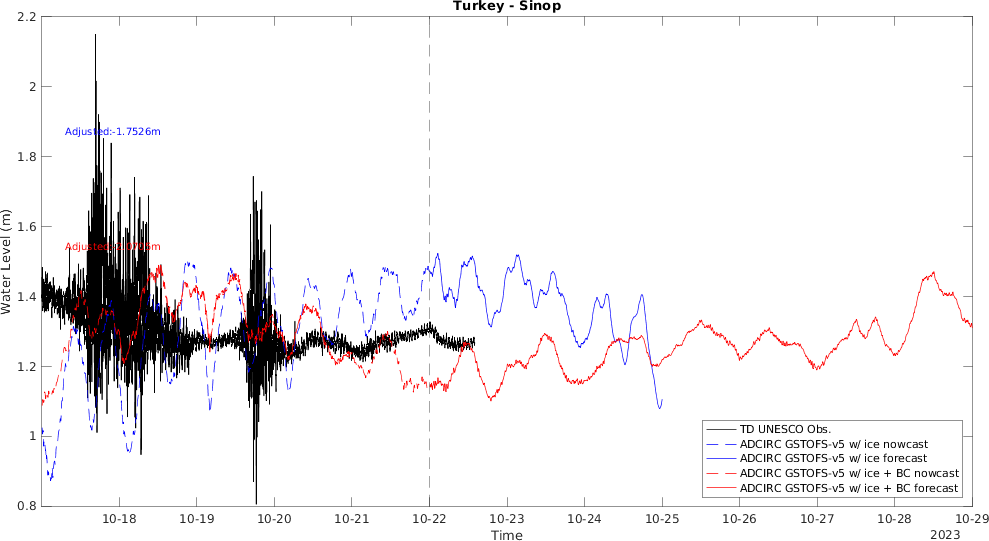 Turkey - Sinop
Water Level (m)
2.2
2
1.8
1.6
1.4
1.2
1
0.8
Adjusted:-1.7526m
10-18
10-19
10-20
10-21
10-22
10-23
10-24
10-25
10-26
10-27
10-28
10-29
Time
2023
TD UNESCO Obs.
ADCIRC GSTOFS-v5 w/ ice nowcast
ADCIRC GSTOFS-v5 w/ ice forecast
ADCIRC GSTOFS-v5 w/ ice + BC nowcast
ADCIRC GSTOFS-v5 w/ ice + BC forecast